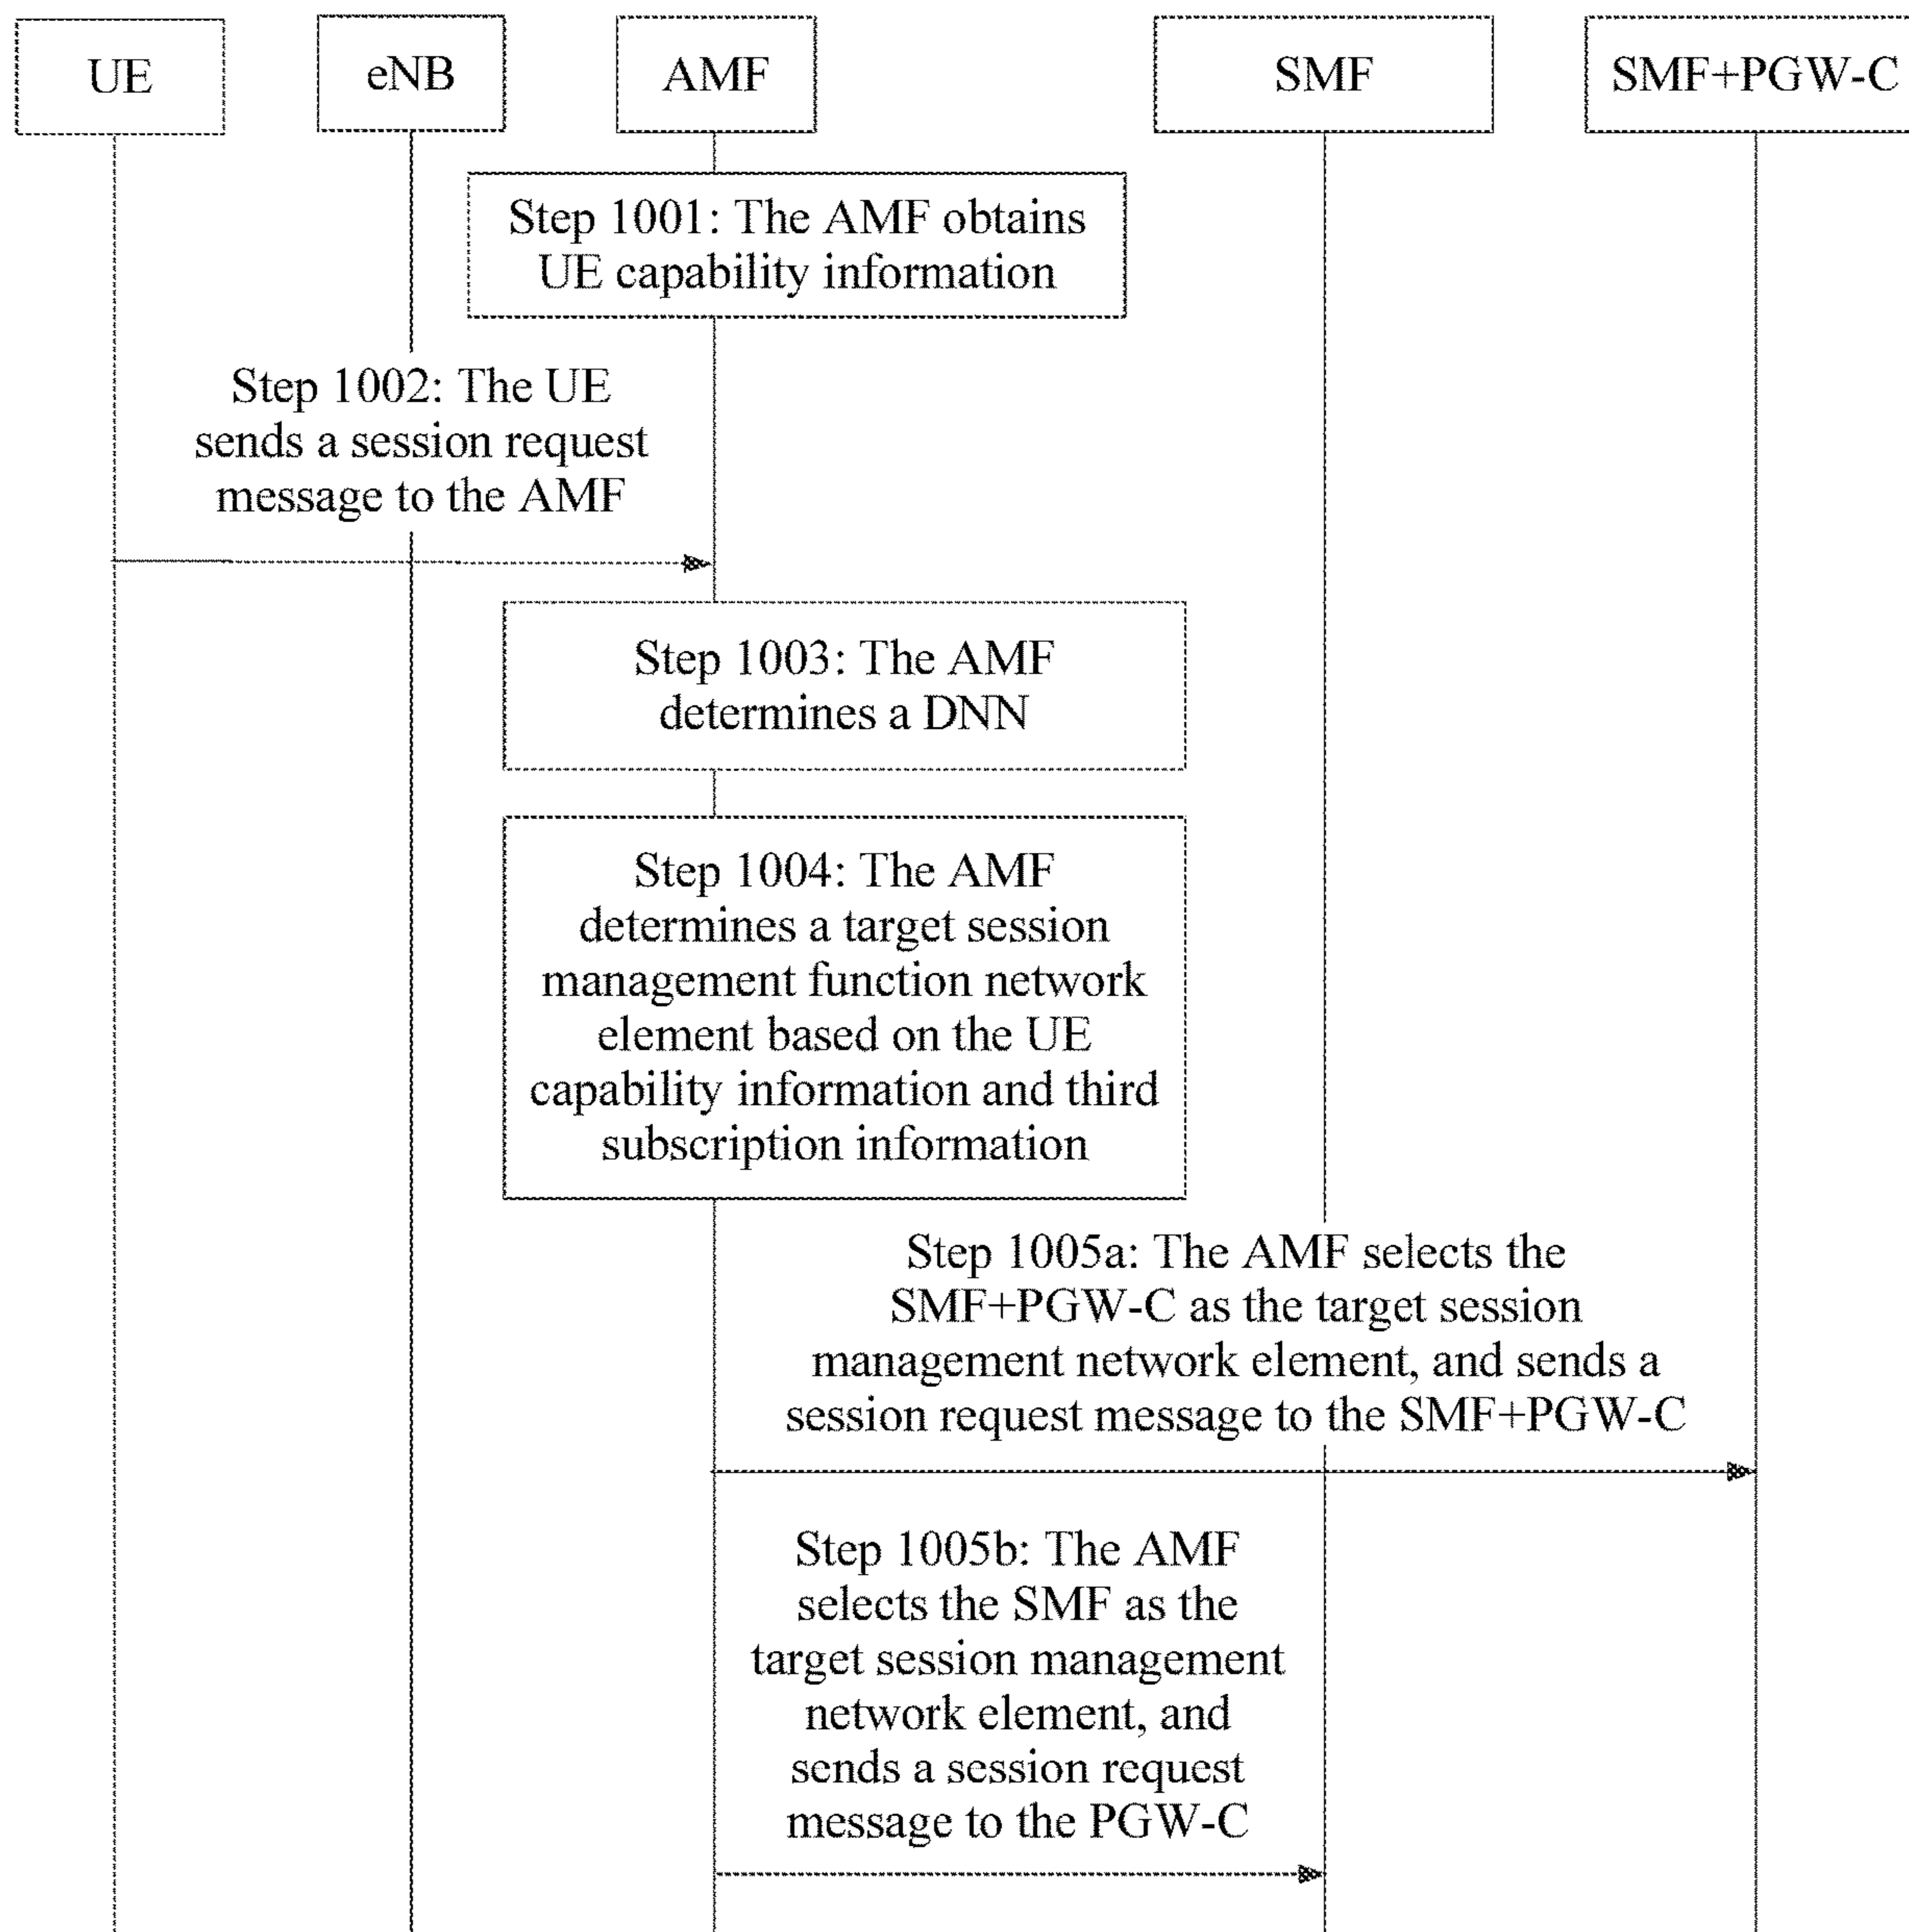 UE
eNB
AMF
SMF
SMF+PGW-C
Step 1001: The AMF obtains
UE capability information
Step 1002: The UE
sends a session request
message to the AMF
Step 1003: The AMF
determines a DNN
Step 1004: The AMF
determines a target session
management function network
element based on the UE
capability information and third
subscription information
Step 1005a: The AMF selects the
SMF+PGW-C as the target session
management network element, and sends a
session request message to the SMF+PGW-C
Step 1005b: The AMF
selects the SMF as the
target session management
network element, and
sends a session request
message to the PGW-C